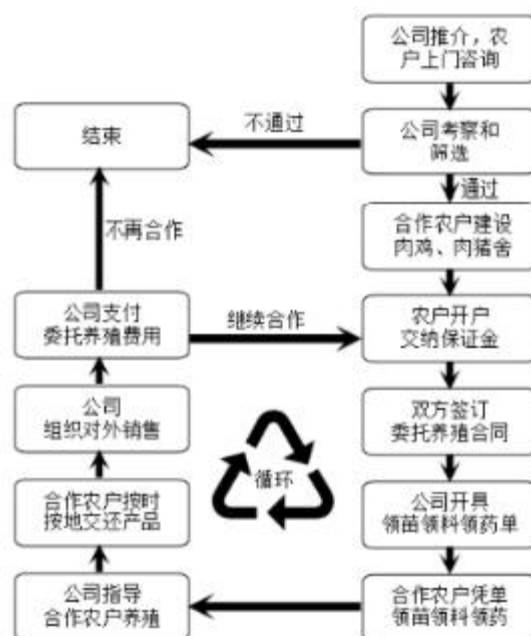 公司推介，农
户上门咨询
公司考察和
筛选
不通过
结束
通过
合作农户建设
肉鸡、肉猪舍
不再合作
农户开户
交纳保证金
继续合作
公司支付
委托养殖费用
双方签订
委托养殖合同
公司
组织对外销售
循环
公司开具
领苗领料领药单
合作农户按时
按地交还产品
合作农户凭单
领苗领料领药
公司指导
合作农户养殖